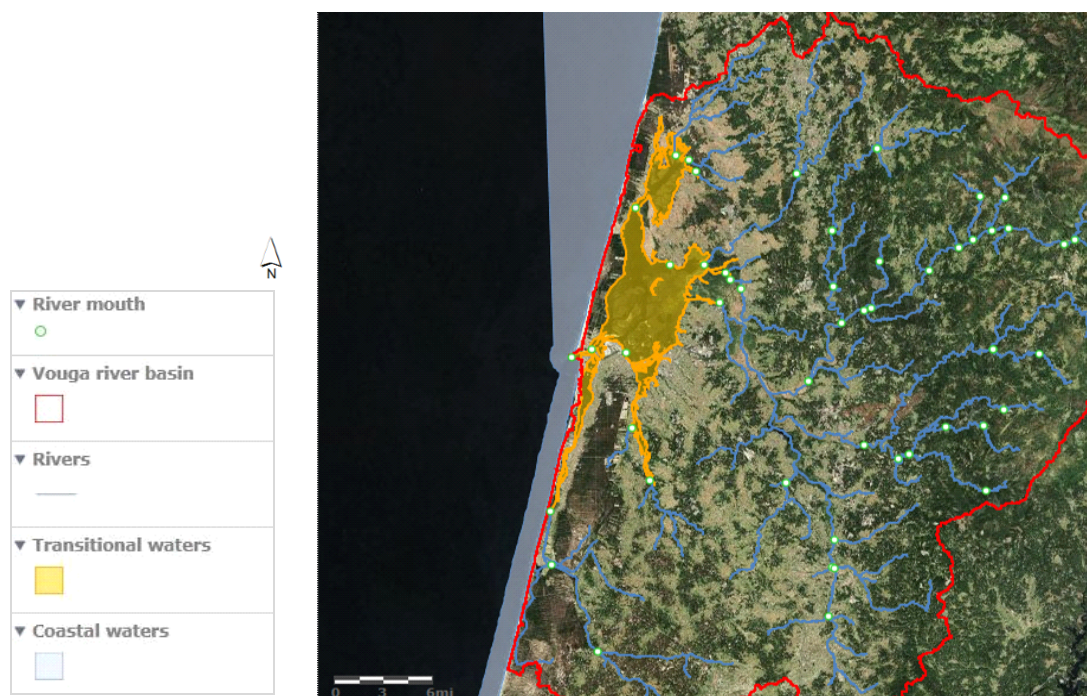 N
River mouth
Vouga river basin
Rivers
Transitional waters
Coastal waters
0 3 6mi